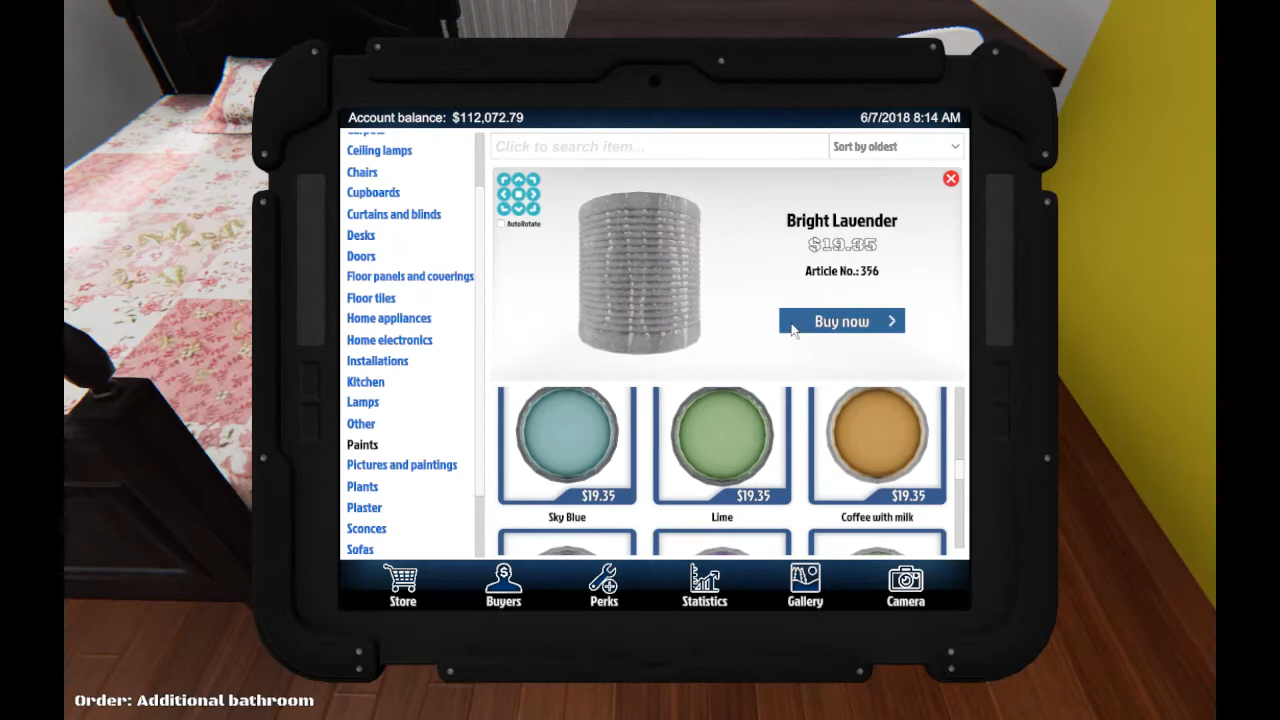 Account balance: $112,072.79
6/7/2018 8:14 AM
Ceiling lamps
Chairs
Cupboards
Curtains and blinds
Desks
Doors
Floor panels and coverings
Floor tiles
Home appliances
Home electronics
Installations
Kitchen
Lamps
Other
Paints
Pictures and paintings
Plants
Plaster
Sconces
Sofas
Click to search item...
Sort by oldest
AutoRotate
Bright Lavender
$19.35
Article No.: 356
Buy now
$19.35
$19.35
$19.35
Sky Blue
Lime
Coffee with milk
Store
Buyers
Perks
Statistics
Gallery
Camera
Order: Additional bathroom